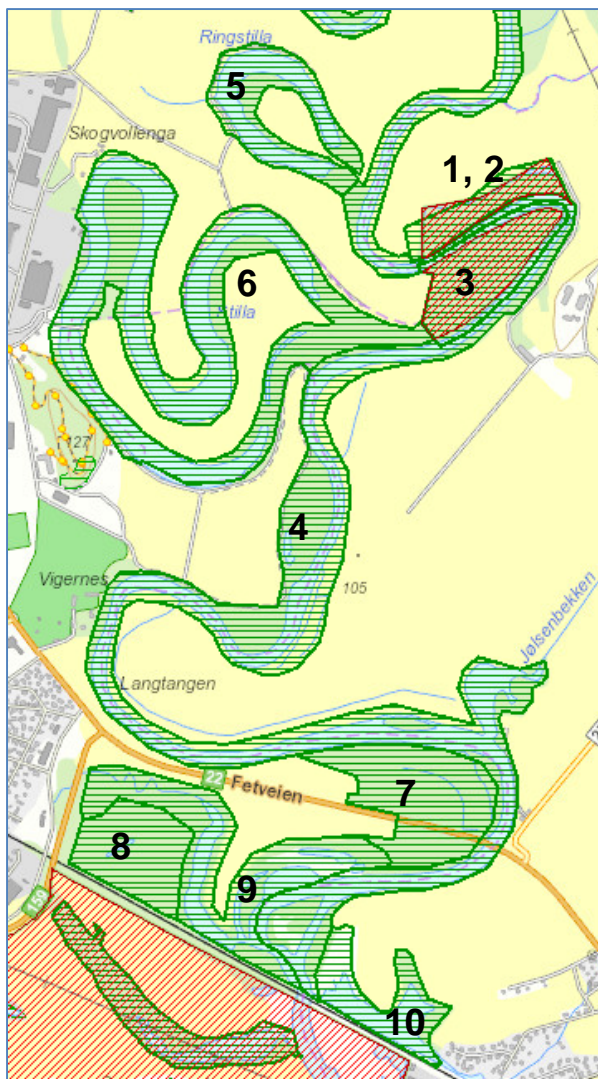 Ringstilla
5
Skogvollenga
1, 2
3
6
Stilla
127
4
Vigernes
105
Jølsenbekken
Langtangen
22
Fetveien
7
8
9
159
10